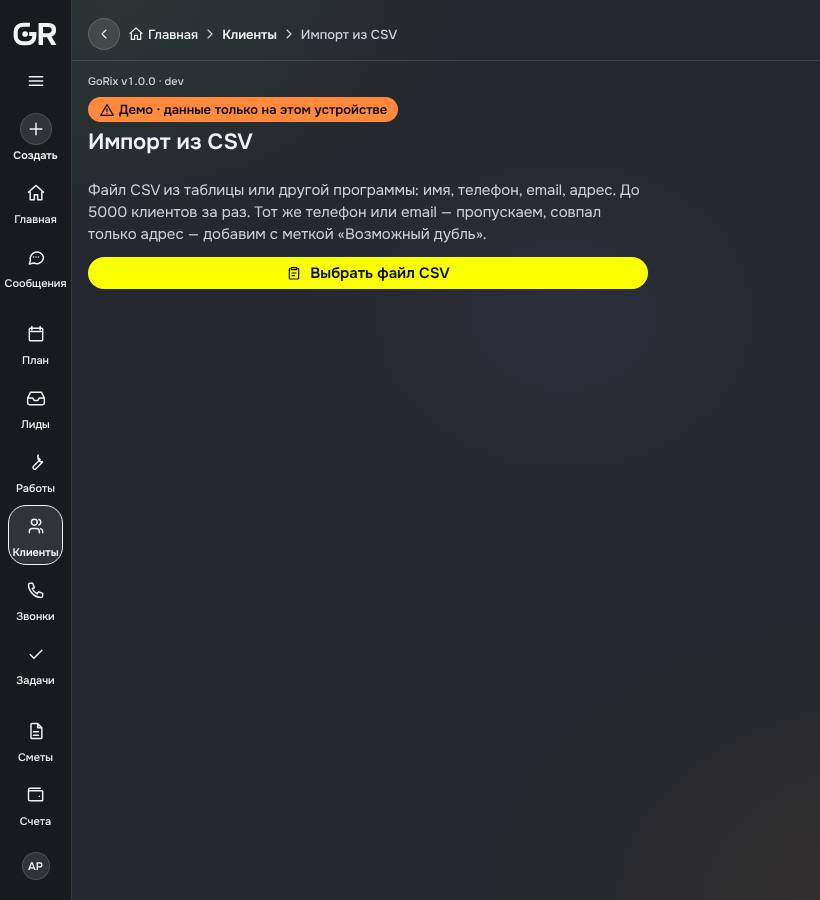 GR
Главная
Клиенты
Импорт из CSV
GoRix v1.0.0 · dev
Демо · данные только на этом устройстве
Импорт из CSV
Файл CSV из таблицы или другой программы: имя, телефон, email, адрес. До
5000 клиентов за раз. Тот же телефон или email — пропускаем, совпал
только адрес — добавим с меткой «Возможный дубль».
Выбрать файл CSV
Создать
Главная
Сообщения
План
Лиды
Работы
Клиенты
Звонки
Задачи
Сметы
Счета
AP